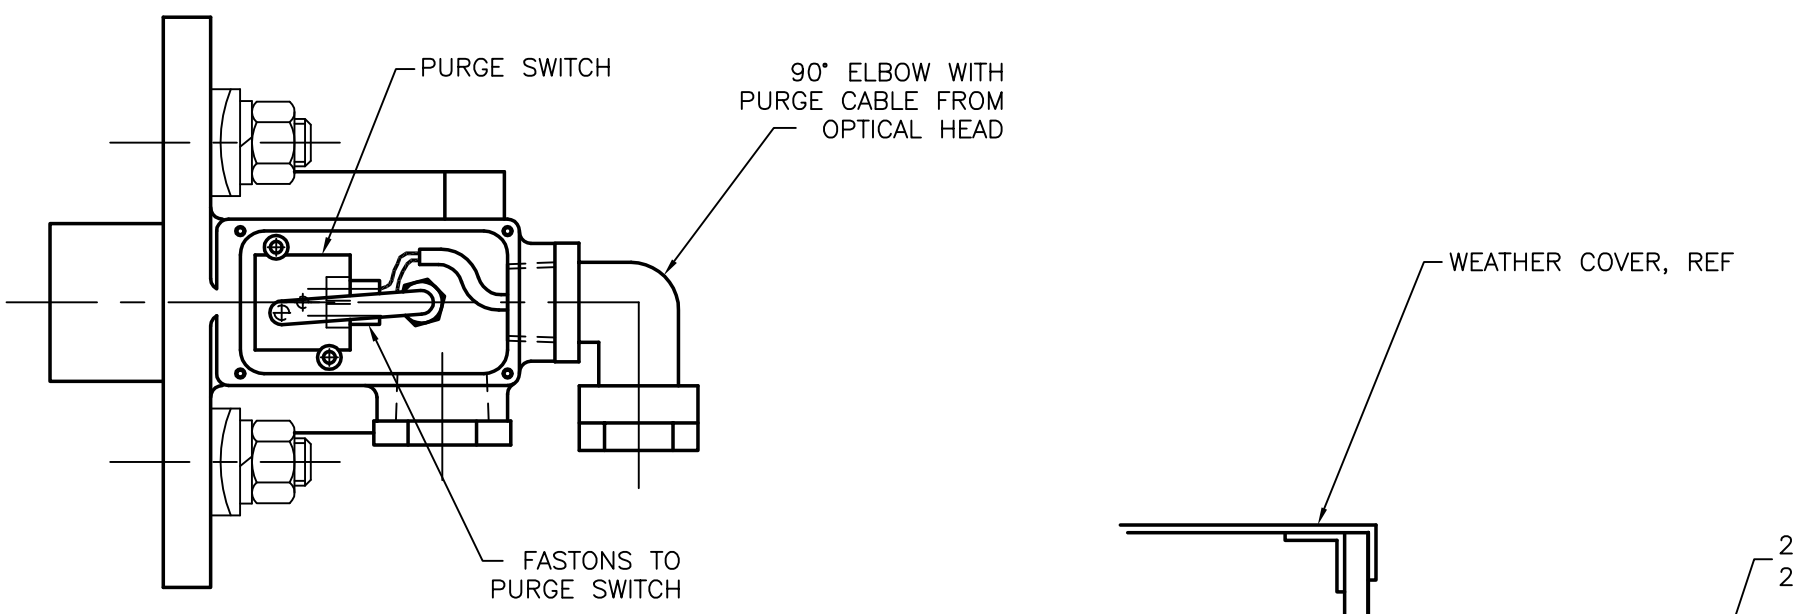 PURGE SWITCH
90° ELBOW WITH
PURGE CABLE FROM
OPTICAL HEAD
WEATHER COVER, REF
FASTONS TO
PURGE SWITCH
2
2